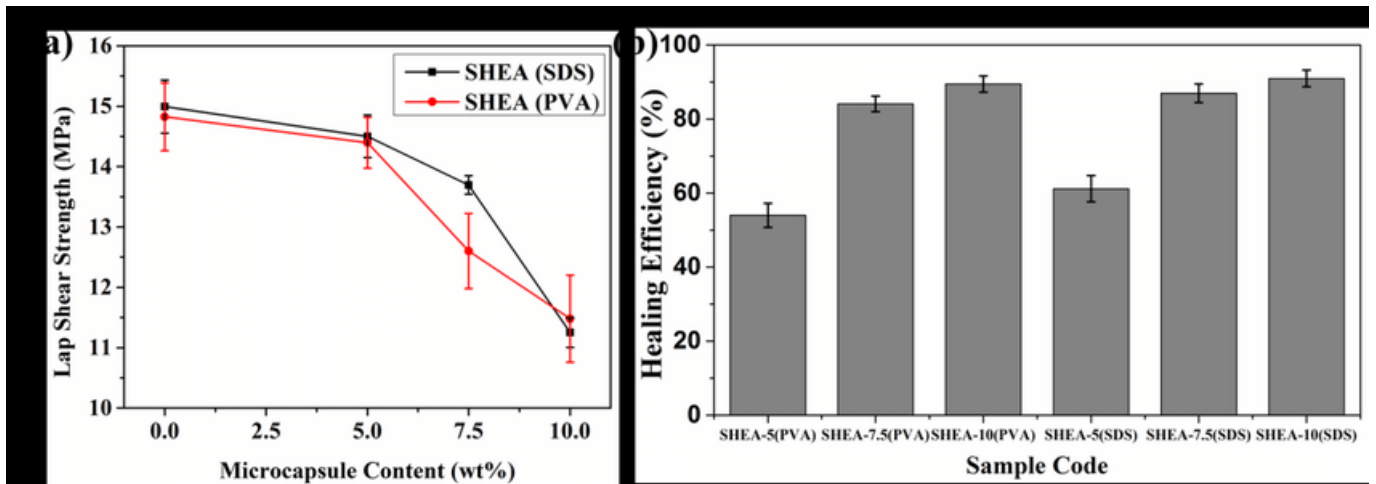 a)
16
15
14
13
12
11
10
Lap Shear Strength (MPa)
SHEA (SDS)
SHEA (PVA)
0.0 2.5 5.0 7.5 10.0
Microcapsule Content (wt%)
(b)
100
80
60
40
20
0
Healing Efficiency (%)
SHEA-5(PVA) SHEA-7.5(PVA) SHEA-10(PVA) SHEA-5(SDS) SHEA-7.5(SDS) SHEA-10(SDS)
Sample Code